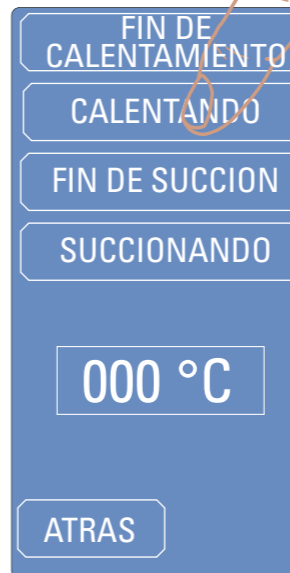 FIN DE
CALENTAMIENTO
CALENTANDO
FIN DE SUCCION
SUCCIONANDO
000 °C
ATRAS